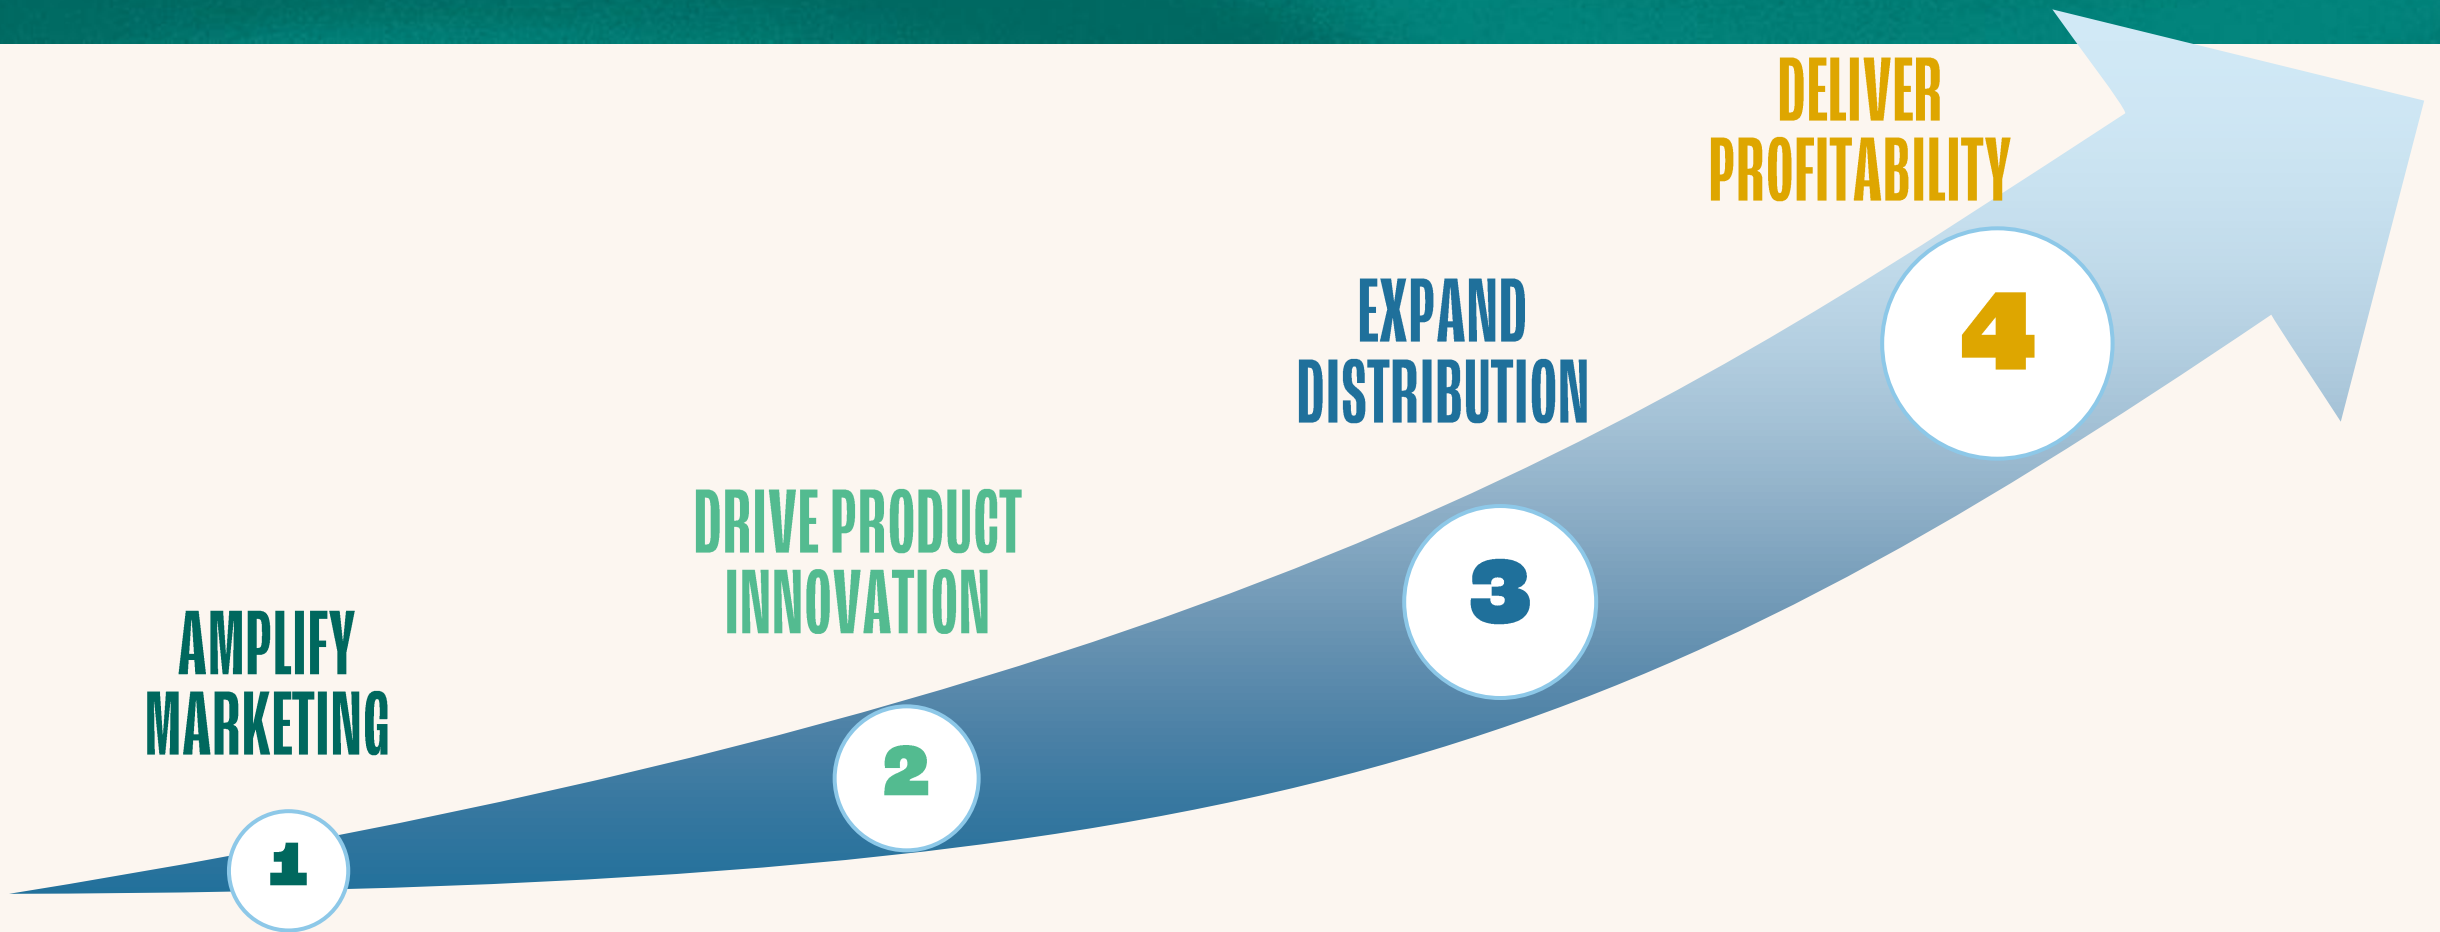 AMPLIFY
MARKETING
1
DRIVE PRODUCT
INNOVATION
2
EXPAND
DISTRIBUTION
3
DELIVER
PROFITABILITY
4